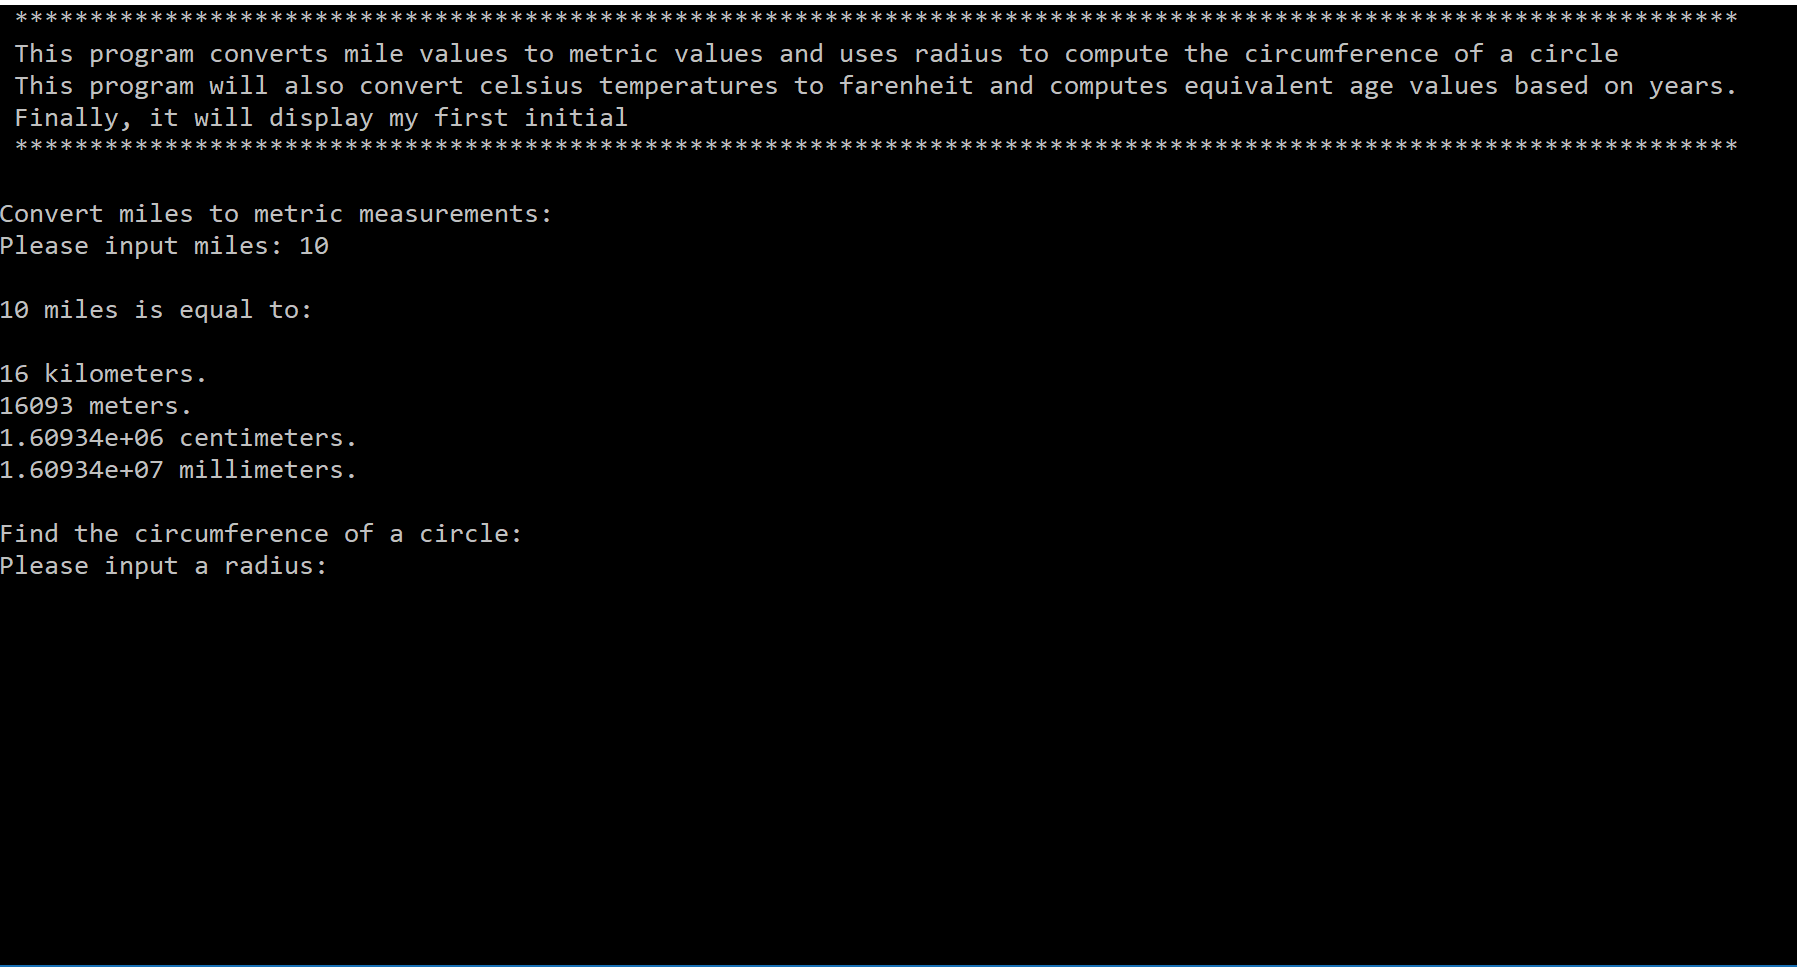 *******************************************************************************************************************
This program converts mile values to metric values and uses radius to compute the circumference of a circle
This program will also convert celsius temperatures to farenheit and computes equivalent age values based on years.
Finally, it will display my first initial
*******************************************************************************************************************
Convert miles to metric measurements:
Please input miles: 10
10 miles is equal to:
16 kilometers.
16093 meters.
1.60934e+06 centimeters.
1.60934e+07 millimeters.
Find the circumference of a circle:
Please input a radius: